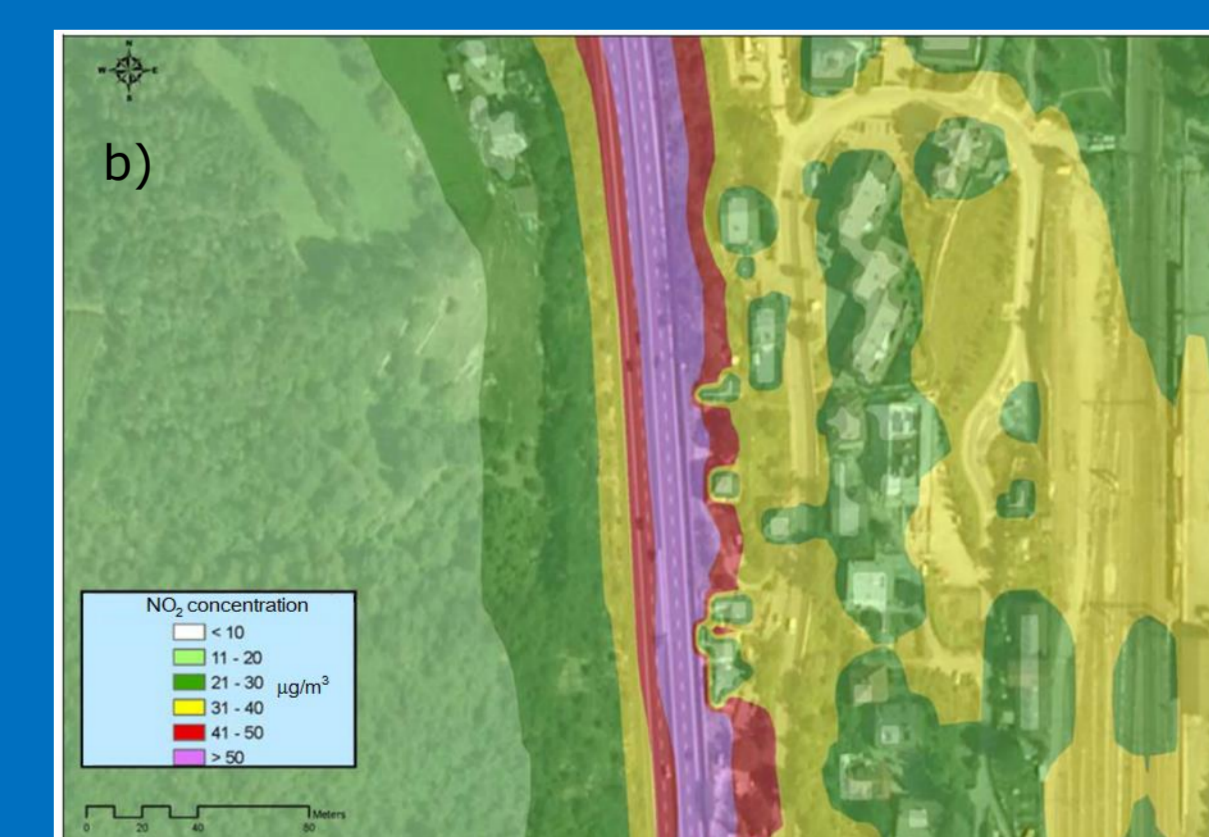 N
W E
S
b)
NO₂ concentration
< 10
11 - 20
21 - 30 μg/m³
31 - 40
41 - 50
> 50
Meters
0 20 40 80